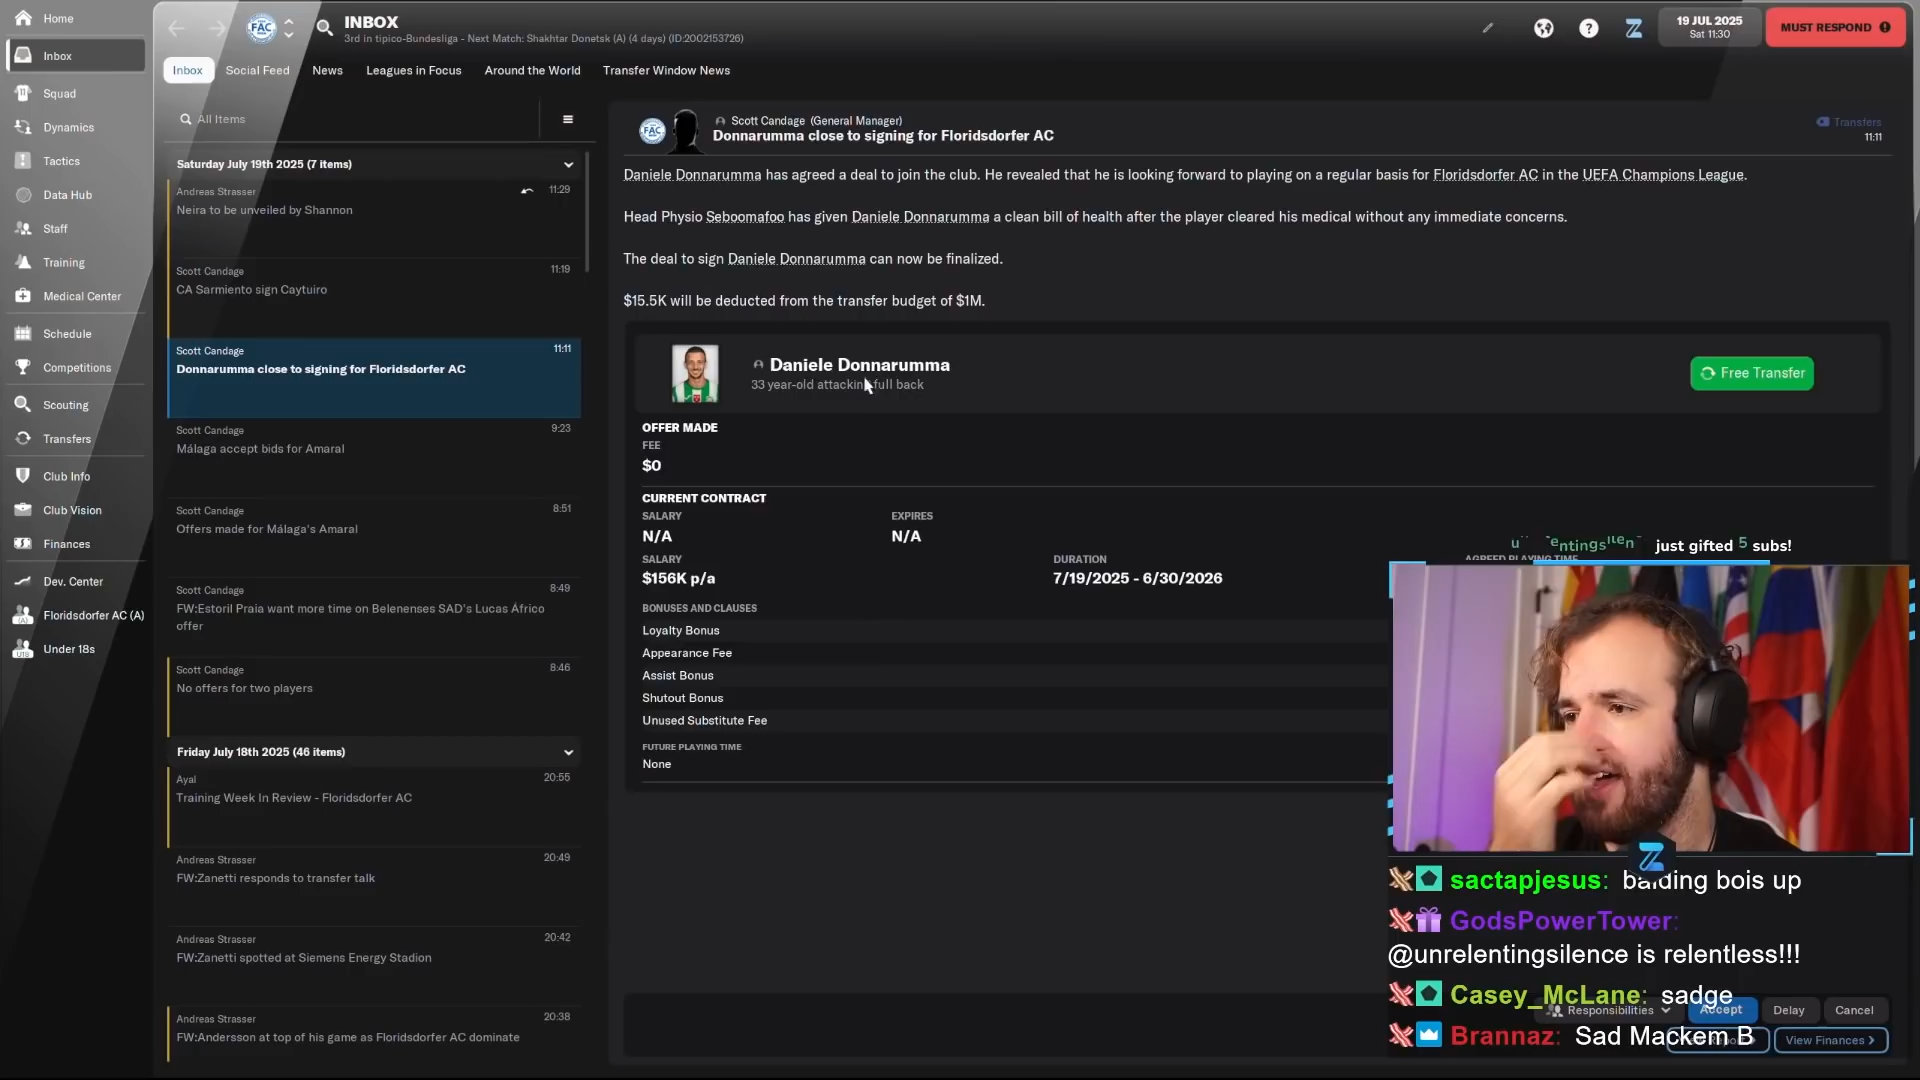 Home
Inbox
Squad
Dynamics
Tactics
Data Hub
Staff
Training
Medical Center
Schedule
Competitions
Scouting
Transfers
Club Info
Club Vision
Finances
Dev. Center
Floridsdorfer AC (A)
Under 18s
FAC
INBOX
3rd in tipico-Bundesliga - Next Match: Shakhtar Donetsk (A) (4 days) (ID:2002153726)
19 JUL 2025
Sat 11:30
MUST RESPOND
Inbox
Social Feed
News
Leagues in Focus
Around the World
Transfer Window News
All Items
Saturday July 19th 2025 (7 items)
Andreas Strasser
11:29
Neira to be unveiled by Shannon
Scott Candage
11:19
CA Sarmiento sign Caytuiro
Scott Candage
11:11
Donnarumma close to signing for Floridsdorfer AC
Scott Candage
9:23
Málaga accept bids for Amaral
Scott Candage
8:51
Offers made for Málaga's Amaral
Scott Candage
8:49
FW:Estoril Praia want more time on Belenenses SAD's Lucas África
offer
Scott Candage
8:46
No offers for two players
Friday July 18th 2025 (46 items)
Ayal
20:55
Training Week In Review - Floridsdorfer AC
Andreas Strasser
20:49
FW:Zanetti responds to transfer talk
Andreas Strasser
20:42
FW:Zanetti spotted at Siemens Energy Stadion
Andreas Strasser
20:38
FW:Andersson at top of his game as Floridsdorfer AC dominate
FAC
Scott Candage (General Manager)
Donnarumma close to signing for Floridsdorfer AC
Transfers
11:11
Daniele Donnarumma has agreed a deal to join the club. He revealed that he is looking forward to playing on a regular basis for Floridsdorfer AC in the UEFA Champions League.
Head Physio Seboomafoo has given Daniele Donnarumma a clean bill of health after the player cleared his medical without any immediate concerns.
The deal to sign Daniele Donnarumma can now be finalized.
$15.5K will be deducted from the transfer budget of $1M.
Daniele Donnarumma
33 year-old attacking full back
Free Transfer
OFFER MADE
FEE
$0
CURRENT CONTRACT
SALARY
EXPIRES
N/A
N/A
SALARY
DURATION
AGREED PLAYING TIME
$156K p/a
7/19/2025 - 6/30/2026
BONUSES AND CLAUSES
Loyalty Bonus
Appearance Fee
Assist Bonus
Shutout Bonus
Unused Substitute Fee
FUTURE PLAYING TIME
None
just gifted 5 subs!
sactapjesus: balding bois up
GodsPowerTower:
@unrelentingsilence is relentless!!!
Casey_McLane: sadge
Responsibilities
Accept
Delay
Cancel
Brannaz: Sad Mackem B
View Finances